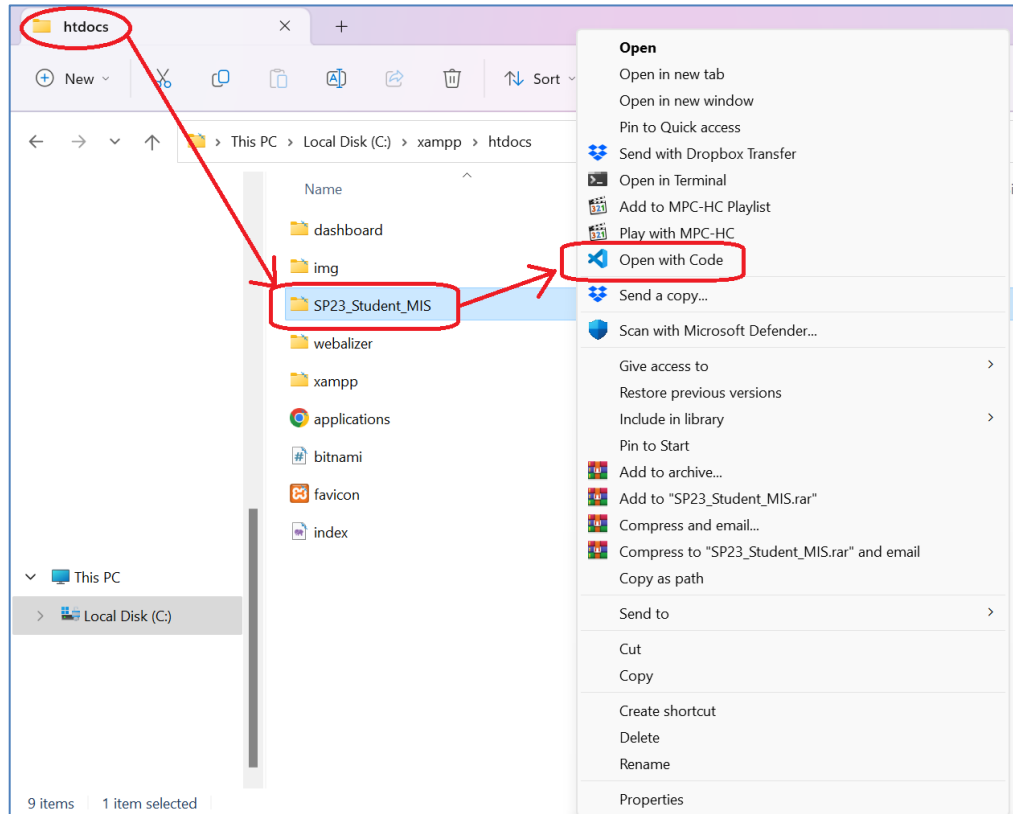 htdocs
New
Sort
This PC > Local Disk (C:) > xampp > htdocs
Name
dashboard
img
SP23_Student_MIS
webalizer
xampp
applications
bitnami
favicon
index
This PC
Local Disk (C:)
9 items
1 item selected
Open
Open in new tab
Open in new window
Pin to Quick access
Send with Dropbox Transfer
Open in Terminal
Add to MPC-HC Playlist
Play with MPC-HC
Open with Code
Send a copy...
Scan with Microsoft Defender...
Give access to
Restore previous versions
Include in library
Pin to Start
Add to archive...
Add to "SP23_Student_MIS.rar"
Compress and email...
Compress to "SP23_Student_MIS.rar" and email
Copy as path
Send to
Cut
Copy
Create shortcut
Delete
Rename
Properties